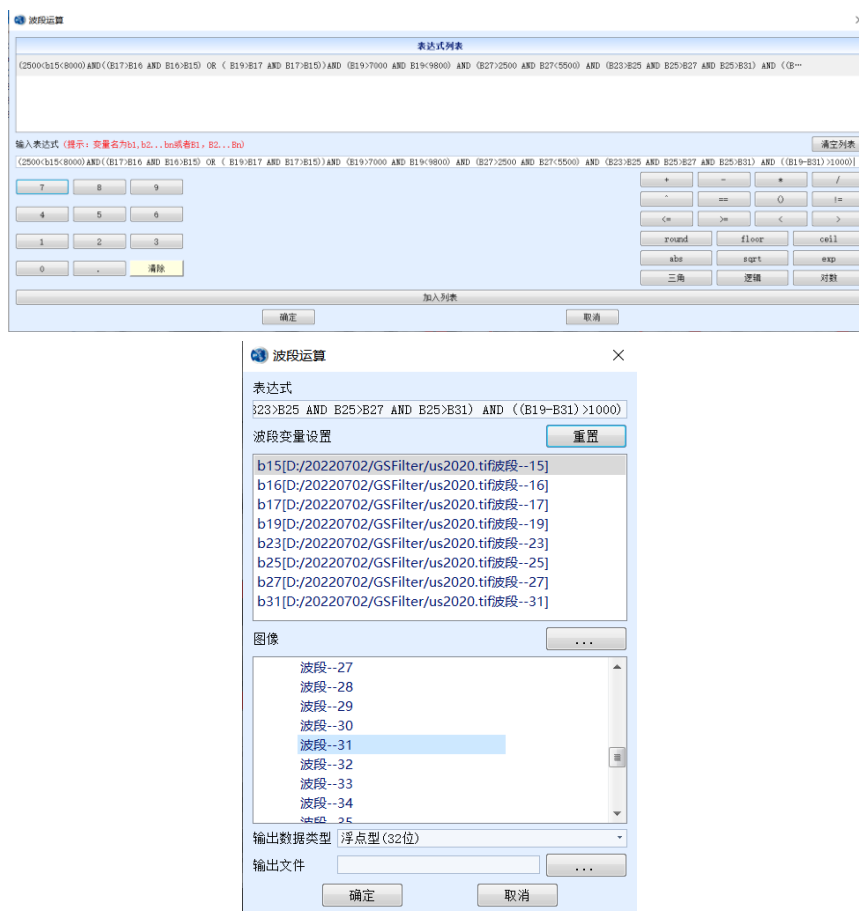 波段运算
表达式列表
(2500<b15<8000)AND((B17>B16 AND B16>B15) OR ( B19>B17 AND B17>B15))AND (B19>7000 AND B19<9800) AND (B27>2500 AND B27<5500) AND (B23>B25 AND B25>B27 AND B25>B31) AND ((B…
输入表达式(提示:变量名为b1,b2...bn或者B1,B2...Bn)
清空列表
(2500<b15<8000)AND((B17>B16 AND B16>B15) OR ( B19>B17 AND B17>B15))AND (B19>7000 AND B19<9800) AND (B27>2500 AND B27<5500) AND (B23>B25 AND B25>B27 AND B25>B31) AND ((B19-B31)>1000)
7 8 9 + - * /
4 5 6 ^ == () !=
<= >= < >
1 2 3 round floor ceil
0 . 清除 abs sqrt exp
三角 逻辑 对数
加入列表
确定 取消
波段运算
表达式
323>B25 AND B25>B27 AND B25>B31) AND ((B19-B31)>1000)
波段变量设置 重置
b15[D:/20220702/GSFilter/us2020.tif波段--15]
b16[D:/20220702/GSFilter/us2020.tif波段--16]
b17[D:/20220702/GSFilter/us2020.tif波段--17]
b19[D:/20220702/GSFilter/us2020.tif波段--19]
b23[D:/20220702/GSFilter/us2020.tif波段--23]
b25[D:/20220702/GSFilter/us2020.tif波段--25]
b27[D:/20220702/GSFilter/us2020.tif波段--27]
b31[D:/20220702/GSFilter/us2020.tif波段--31]
图像 ...
波段--27
波段--28
波段--29
波段--30
波段--31
波段--32
波段--33
波段--34
波段--35
输出数据类型 浮点型(32位)
输出文件 ...
确定 取消